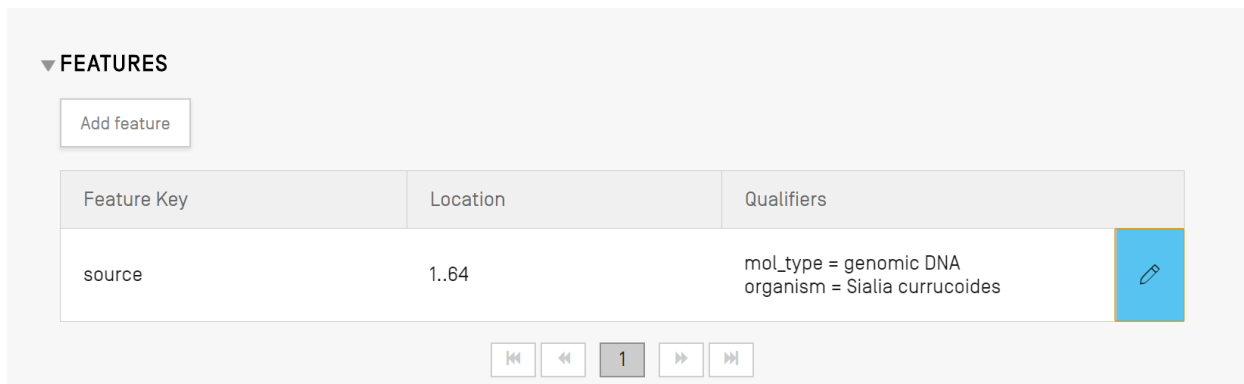 FEATURES
Add feature
Feature Key Location Qualifiers
source 1..64 mol_type = genomic DNA
organism = Sialia currucoides
1